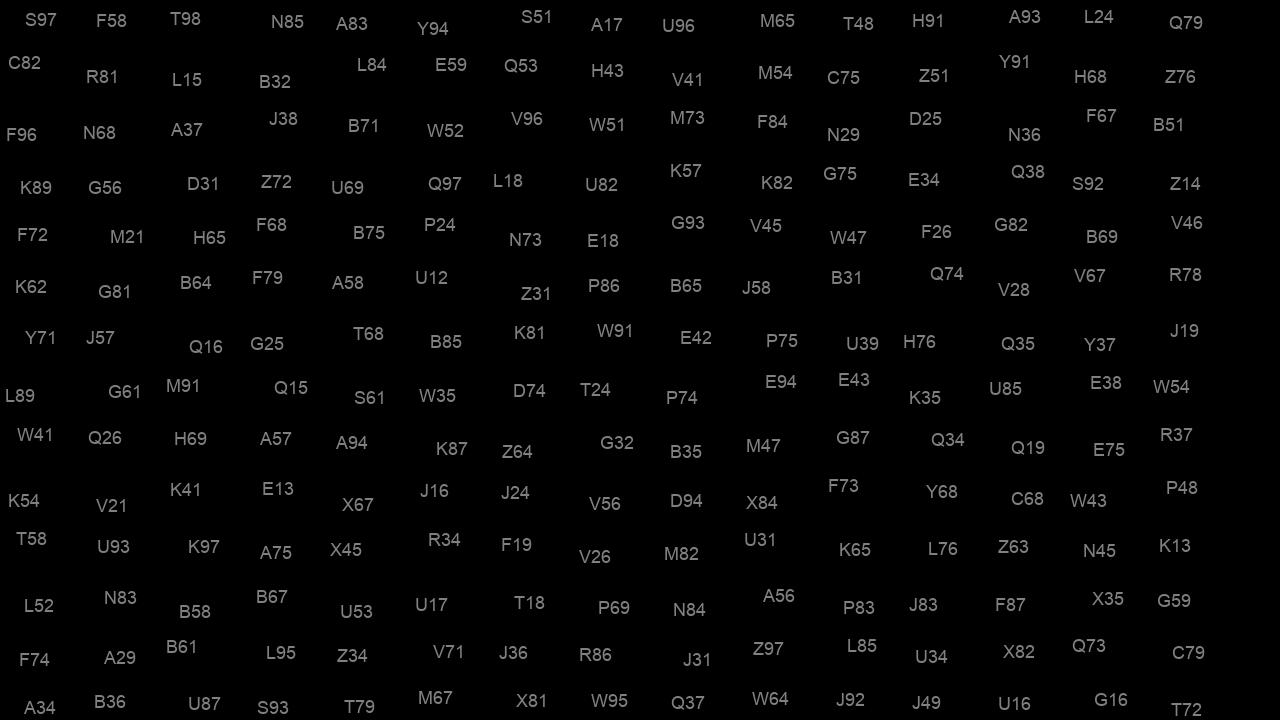 S97 F58 T98 N85 A83 Y94 S51 A17 U96 M65 T48 H91 A93 L24 Q79
C82 R81 L15 B32 L84 E59 Q53 H43 V41 M54 C75 Z51 Y91 H68 Z76
F96 N68 A37 J38 B71 W52 V96 W51 M73 F84 N29 D25 N36 F67 B51
K89 G56 D31 Z72 U69 Q97 L18 U82 K57 K82 G75 E34 Q38 S92 Z14
F72 M21 H65 F68 B75 P24 N73 E18 G93 V45 W47 F26 G82 B69 V46
K62 G81 B64 F79 A58 U12 Z31 P86 B65 J58 B31 Q74 V28 V67 R78
Y71 J57 Q16 G25 T68 B85 K81 W91 E42 P75 U39 H76 Q35 Y37 J19
L89 G61 M91 Q15 S61 W35 D74 T24 P74 E94 E43 K35 U85 E38 W54
W41 Q26 H69 A57 A94 K87 Z64 G32 B35 M47 G87 Q34 Q19 E75 R37
K54 V21 K41 E13 X67 J16 J24 V56 D94 X84 F73 Y68 C68 W43 P48
T58 U93 K97 A75 X45 R34 F19 V26 M82 U31 K65 L76 Z63 N45 K13
L52 N83 B58 B67 U53 U17 T18 P69 N84 A56 P83 J83 F87 X35 G59
F74 A29 B61 L95 Z34 V71 J36 R86 J31 Z97 L85 U34 X82 Q73 C79
A34 B36 U87 S93 T79 M67 X81 W95 Q37 W64 J92 J49 U16 G16 T72